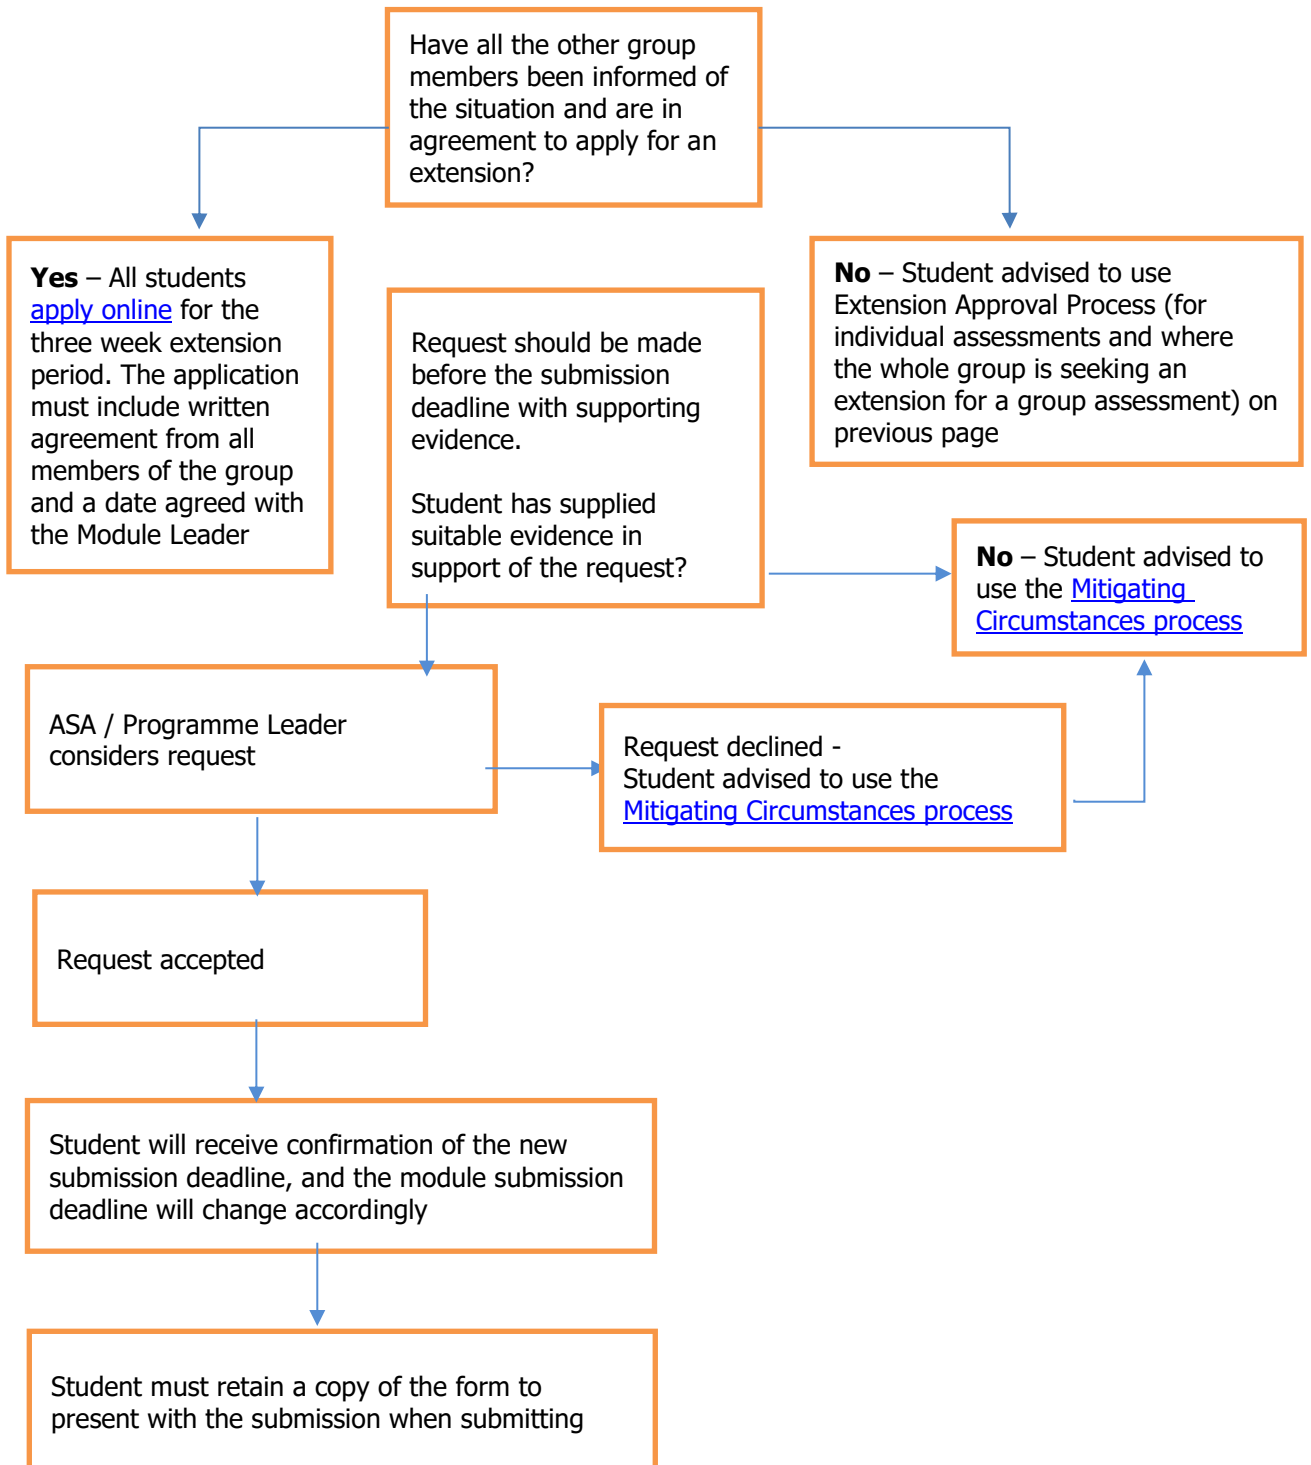 Have all the other group
members been informed of
the situation and are in
agreement to apply for an
extension?
Yes – All students
apply online for the
three week extension
period. The application
must include written
agreement from all
members of the group
and a date agreed with
the Module Leader
Request should be made
before the submission
deadline with supporting
evidence.
Student has supplied
suitable evidence in
support of the request?
No – Student advised to use
Extension Approval Process (for
individual assessments and where
the whole group is seeking an
extension for a group assessment) on
previous page
No – Student advised to
use the Mitigating
Circumstances process
ASA / Programme Leader
considers request
Request declined -
Student advised to use the
Mitigating Circumstances process
Request accepted
Student will receive confirmation of the new
submission deadline, and the module submission
deadline will change accordingly
Student must retain a copy of the form to
present with the submission when submitting